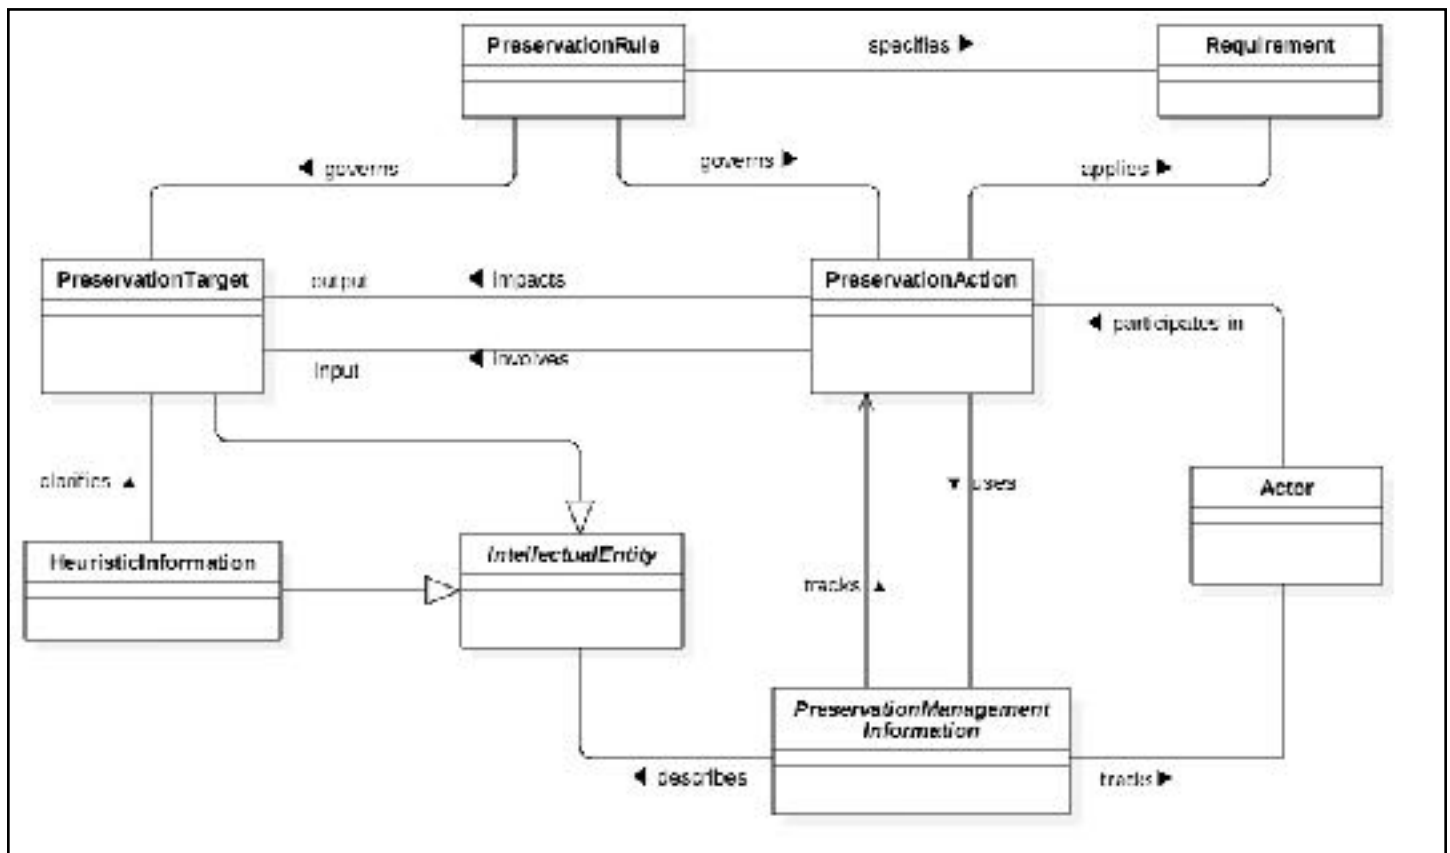 PreservationRule
specifies ▶
Requirement
◀ governs
governs ▶
applies ▶
PreservationTarget
output
◀ impacts
PreservationAction
◀ participates in
input
◀ involves
clarifies ▲
▼ uses
Actor
HeuristicInformation
IntellectualEntity
tracks ▲
PreservationManagement
Information
◀ describes
tracks ▶